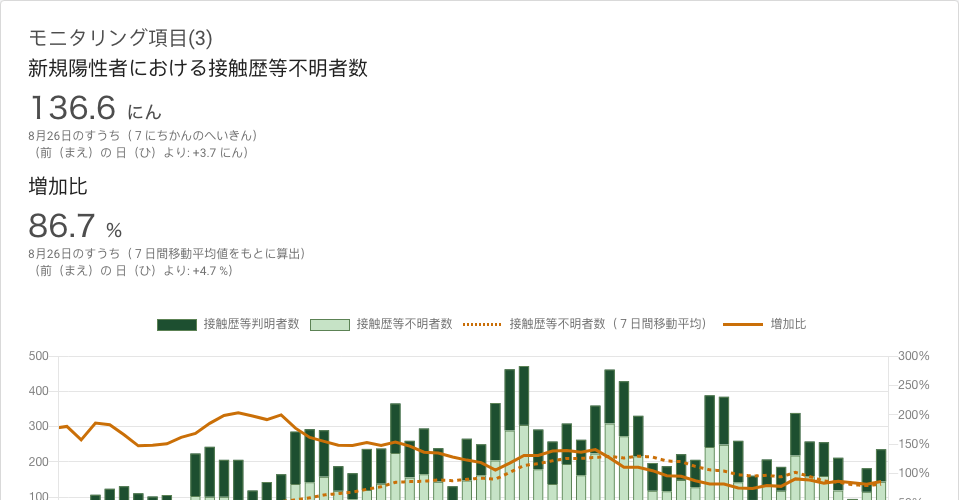 モニタリング項目(3)
新規陽性者における接触歴等不明者数
136.6 にん
8月26日のすうち（７にちかんのへいきん）
（前（まえ）の 日（ひ）より: +3.7 にん）
増加比
86.7 %
8月26日のすうち（７日間移動平均値をもとに算出）
（前（まえ）の 日（ひ）より: +4.7 %）
接触歴等判明者数 接触歴等不明者数 接触歴等不明者数（７日間移動平均） 増加比
500 300%
250%
400
200%
300
150%
200
100%
100